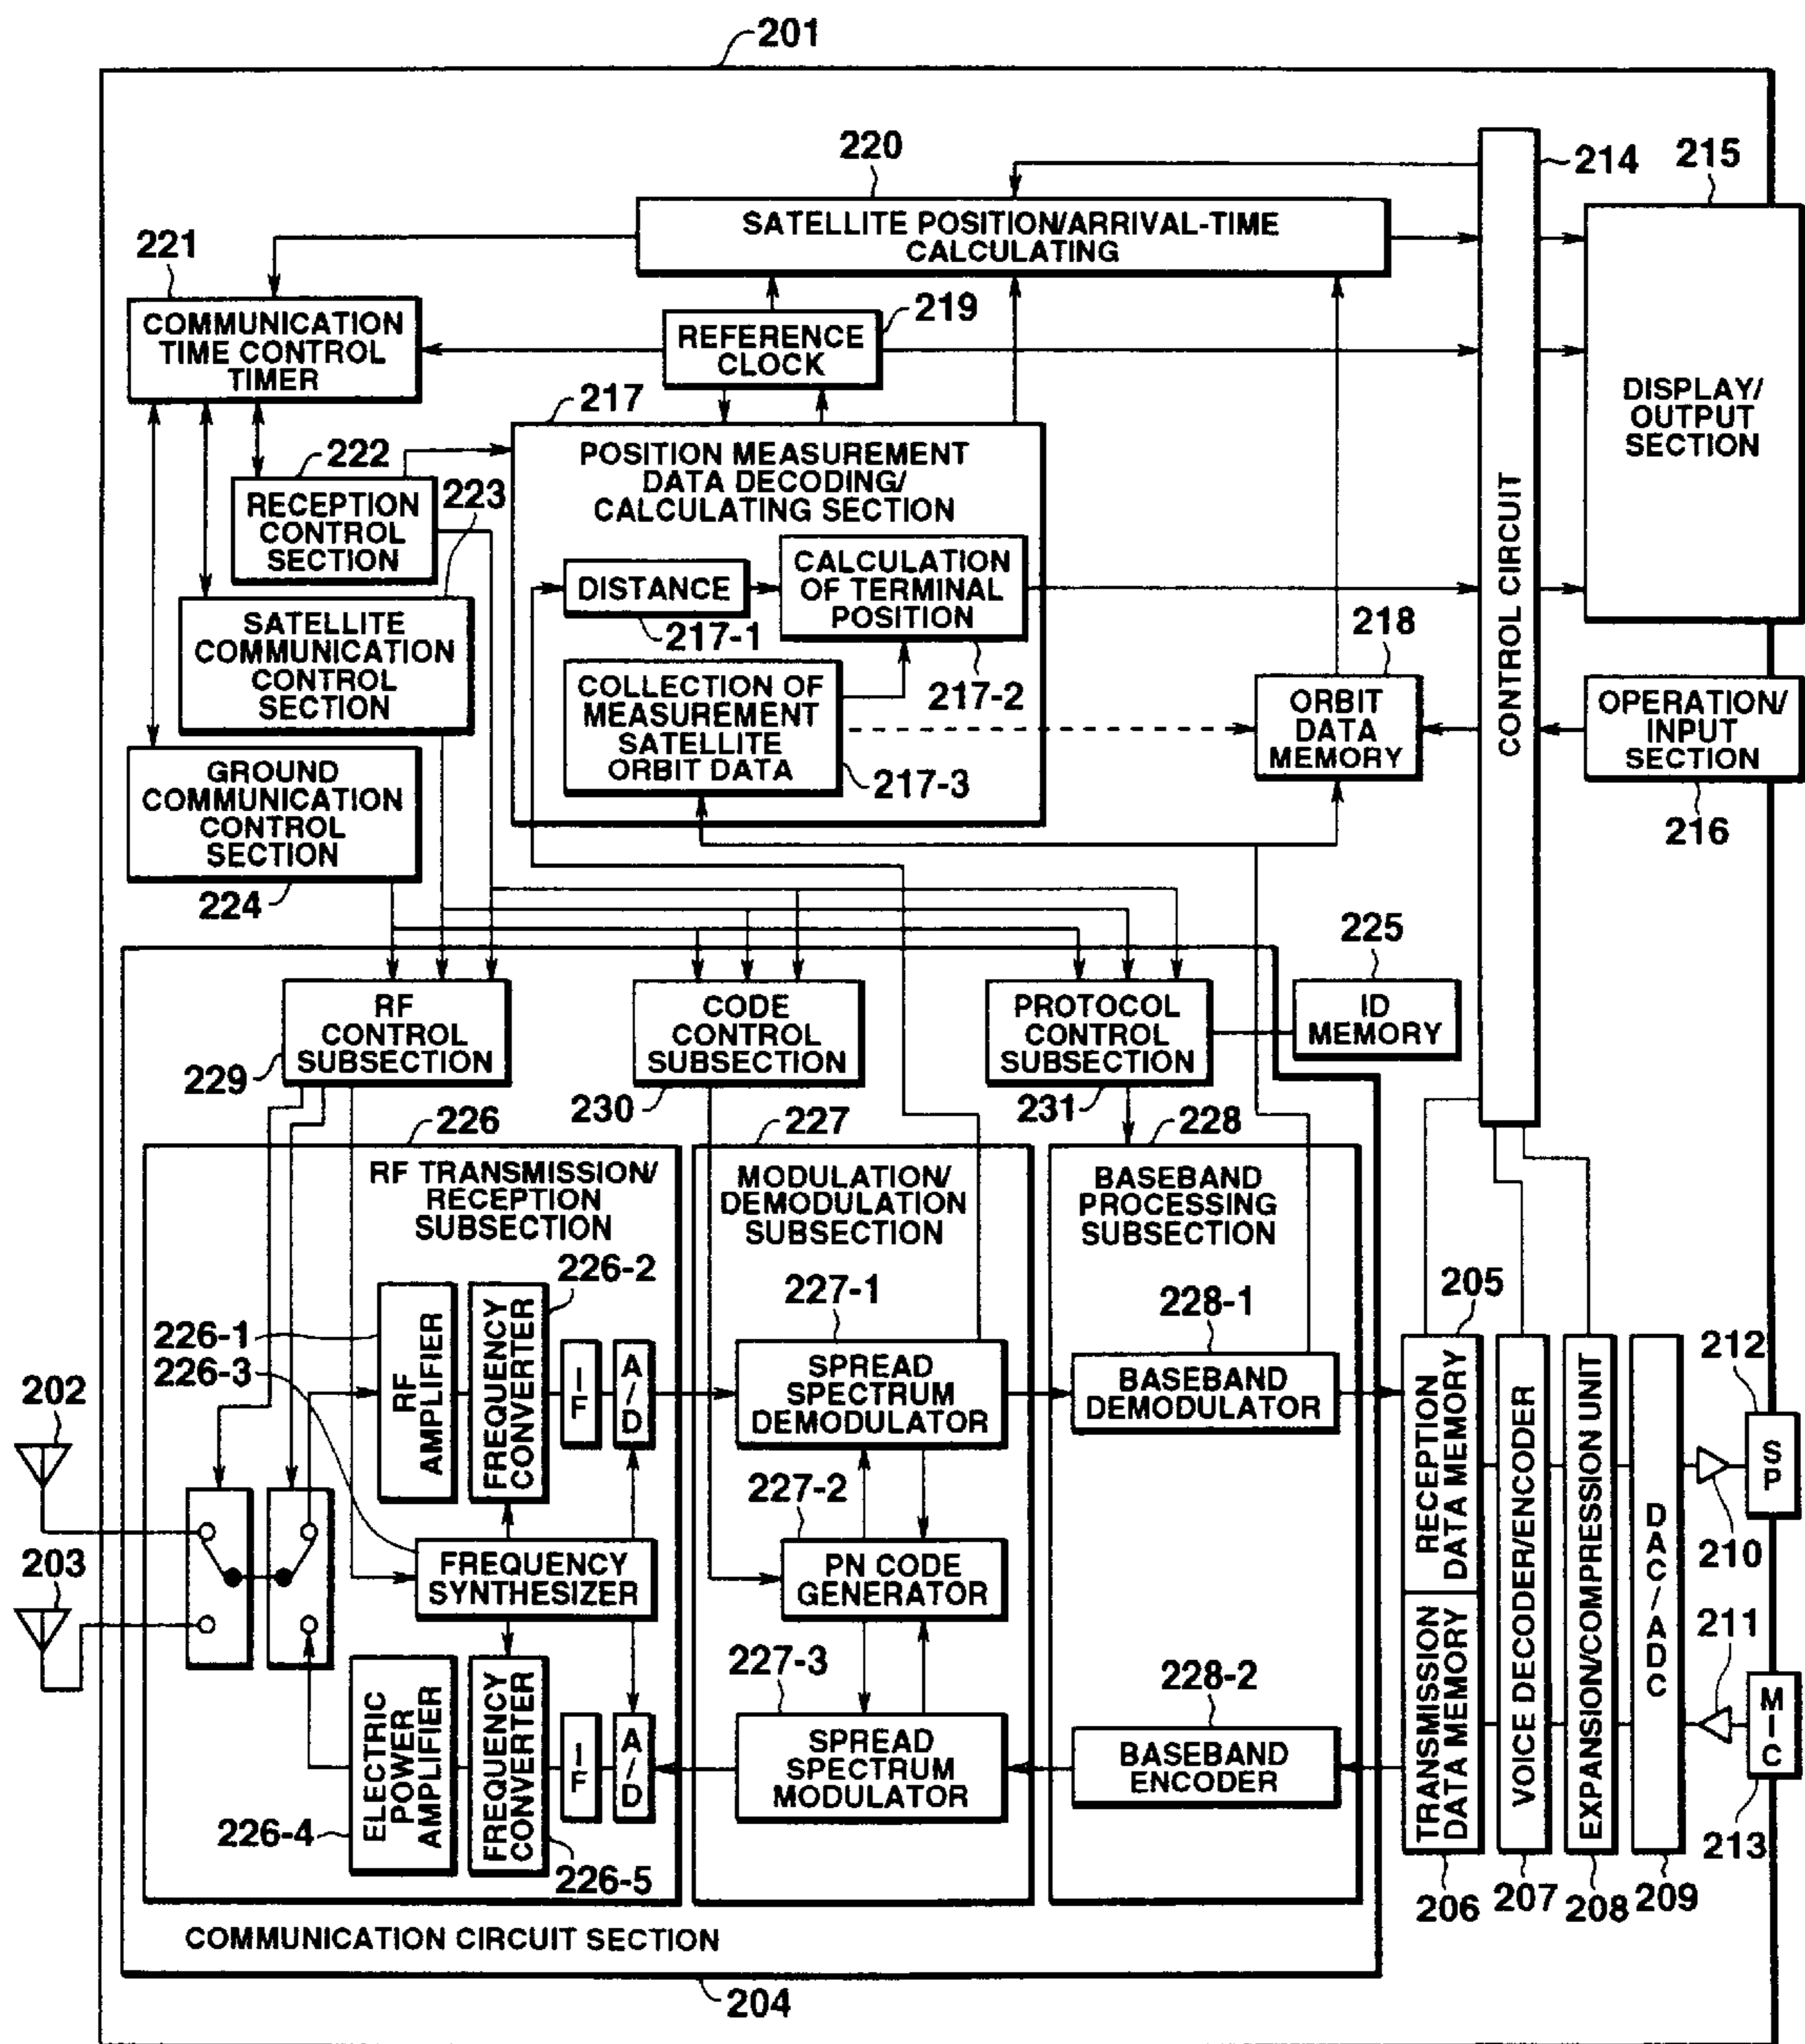 201
220
214
215
SATELLITE POSITION/ARRIVAL-TIME
CALCULATING
221
COMMUNICATION
TIME CONTROL
TIMER
219
REFERENCE
CLOCK
DISPLAY/
OUTPUT
SECTION
CONTROL CIRCUIT
217
POSITION MEASUREMENT
DATA DECODING/
CALCULATING SECTION
222
RECEPTION
CONTROL
SECTION
223
DISTANCE
217-1
CALCULATION
OF TERMINAL
POSITION
217-2
SATELLITE
COMMUNICATION
CONTROL
SECTION
COLLECTION OF
MEASUREMENT
SATELLITE
ORBIT DATA
217-3
218
ORBIT
DATA
MEMORY
OPERATION/
INPUT
SECTION
216
GROUND
COMMUNICATION
CONTROL
SECTION
224
225
ID
MEMORY
RF
CONTROL
SUBSECTION
229
CODE
CONTROL
SUBSECTION
230
PROTOCOL
CONTROL
SUBSECTION
231
226
RF TRANSMISSION/
RECEPTION
SUBSECTION
227
MODULATION/
DEMODULATION
SUBSECTION
228
BASEBAND
PROCESSING
SUBSECTION
226-2
226-1
226-3
RF
AMPLIFIER
FREQUENCY
CONVERTER
IF
A/D
227-1
SPREAD
SPECTRUM
DEMODULATOR
228-1
BASEBAND
DEMODULATOR
205
RECEPTION
DATA MEMORY
VOICE DECODER/ENCODER
EXPANSION/COMPRESSION UNIT
DAC/ADC
212
SP
210
202
203
FREQUENCY
SYNTHESIZER
227-2
PN CODE
GENERATOR
211
MIC
213
227-3
SPREAD
SPECTRUM
MODULATOR
228-2
BASEBAND
ENCODER
TRANSMISSION
DATA MEMORY
ELECTRIC
POWER
AMPLIFIER
226-4
FREQUENCY
CONVERTER
226-5
IF
A/D
206
207
208
209
COMMUNICATION CIRCUIT SECTION
204